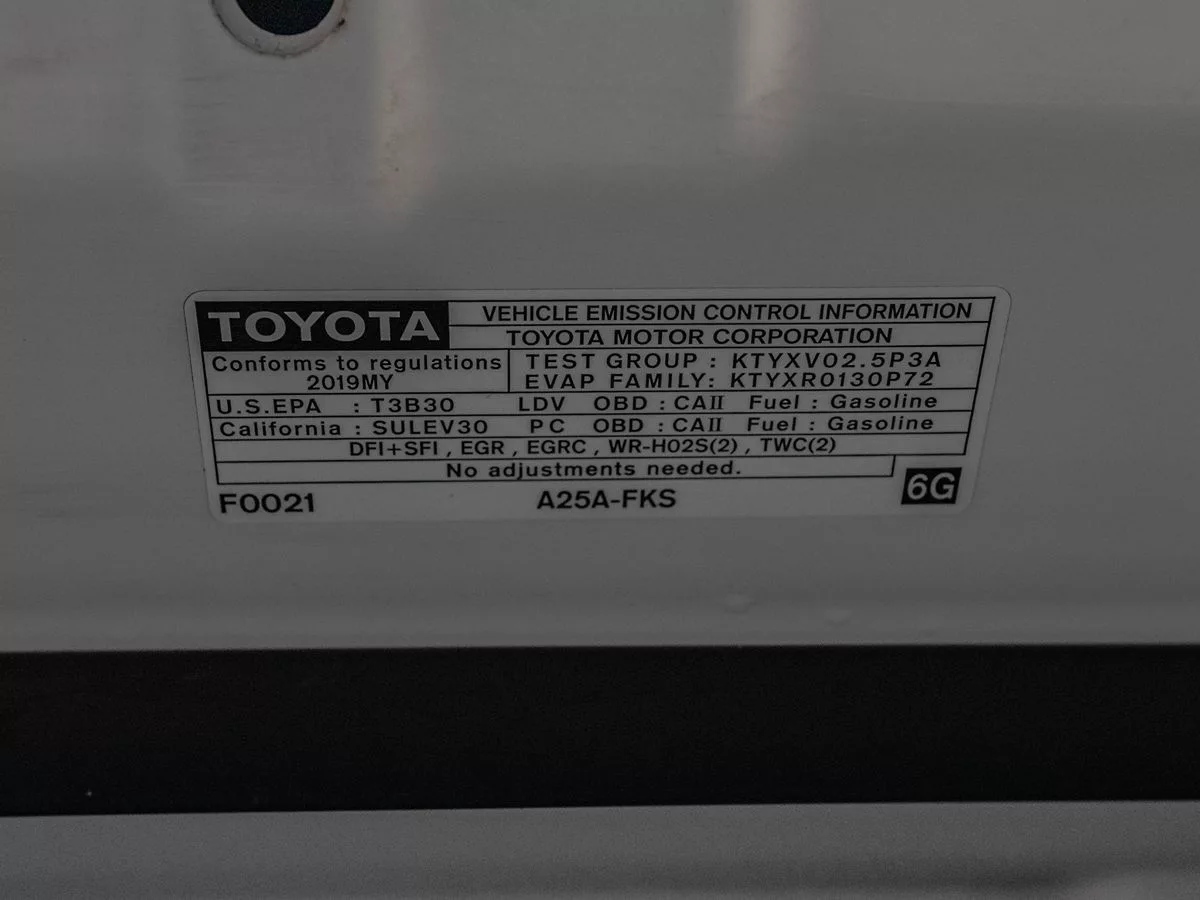 TOYOTA VEHICLE EMISSION CONTROL INFORMATION
TOYOTA MOTOR CORPORATION
Conforms to regulations
2019MY
TEST GROUP : KTYXV02.5P3A
EVAP FAMILY: KTYXR0130P72
U.S.EPA : T3B30 LDV OBD : CAII Fuel : Gasoline
California : SULEV30 PC OBD : CAII Fuel : Gasoline
DFI+SFI , EGR , EGRC , WR-HO2S(2) , TWC(2)
No adjustments needed.
F0021 A25A-FKS 6G